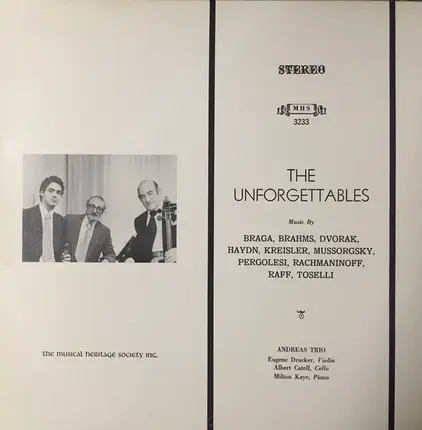 STEREO
MHS
3233
THE
UNFORGETTABLES
Music By
BRAGA, BRAHMS, DVORAK,
HAYDN, KREISLER, MUSSORGSKY,
PERGOLESI, RACHMANINOFF,
RAFF, TOSELLI
the musical heritage society inc.
ANDREAS TRIO
Eugene Drucker, Violin
Albert Catell, Cello
Milton Kaye, Piano